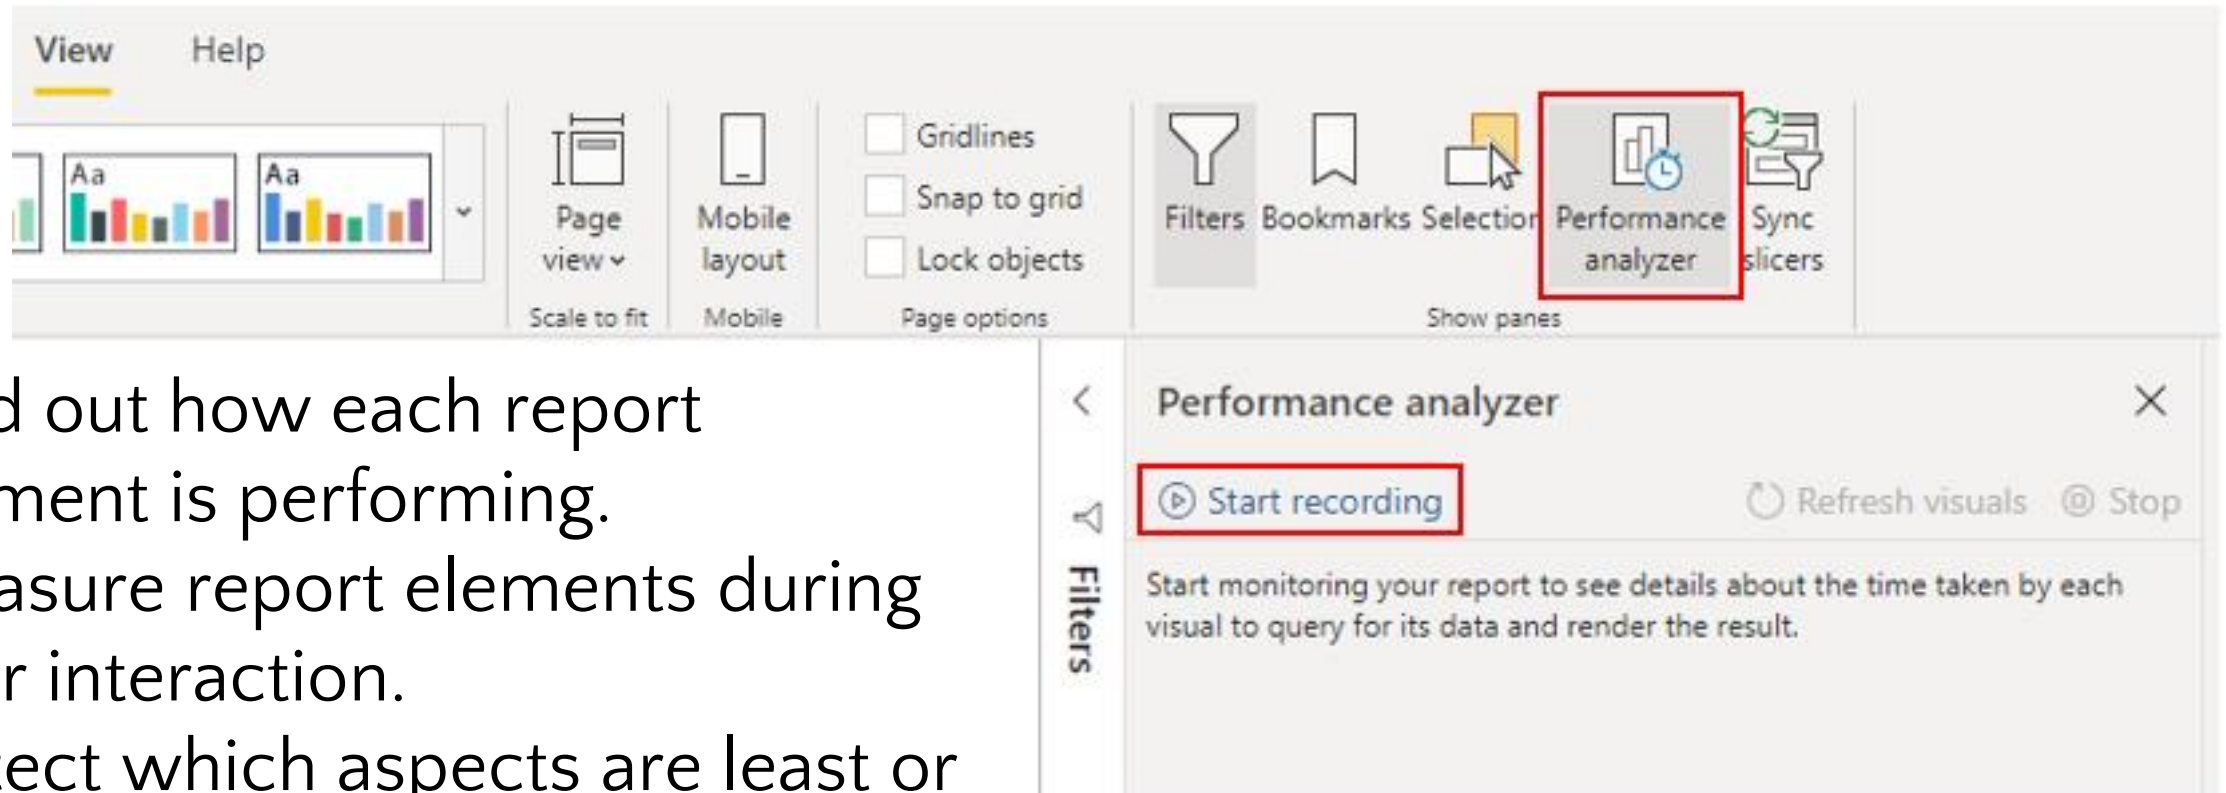 View Help
Aa Aa
Page view
Mobile layout
Gridlines
Snap to grid
Lock objects
Filters Bookmarks Selection Performance analyzer Sync slicers
Scale to fit Mobile Page options Show panes
d out how each report
ment is performing.
asure report elements during
r interaction.
tect which aspects are least or
Filters
Performance analyzer
Start recording Refresh visuals Stop
Start monitoring your report to see details about the time taken by each
visual to query for its data and render the result.